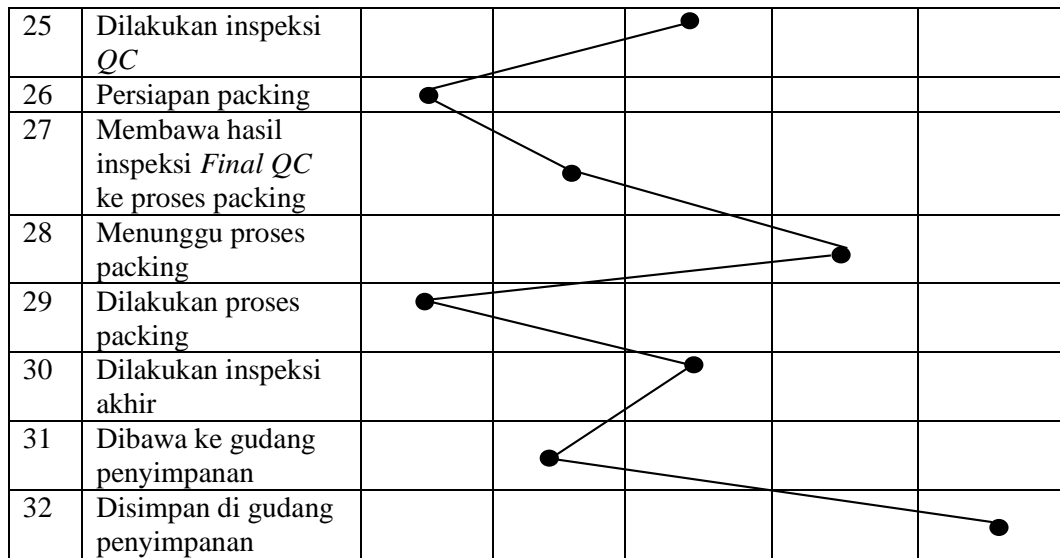 25 Dilakukan inspeksi
QC
26 Persiapan packing
27 Membawa hasil
inspeksi Final QC
ke proses packing
28 Menunggu proses
packing
29 Dilakukan proses
packing
30 Dilakukan inspeksi
akhir
31 Dibawa ke gudang
penyimpanan
32 Disimpan di gudang
penyimpanan